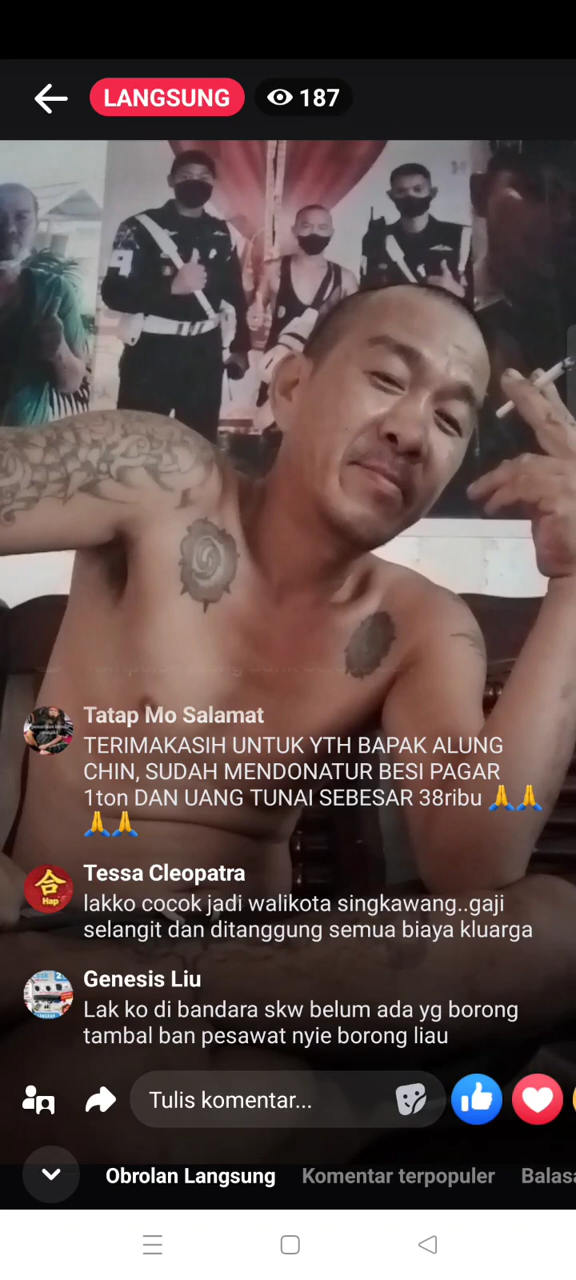 LANGSUNG
187
Tatap Mo Salamat
TERIMAKASIH UNTUK YTH BAPAK ALUNG
CHIN, SUDAH MENDONATUR BESI PAGAR
1ton DAN UANG TUNAI SEBESAR 38ribu 🙏🙏
🙏🙏
合
Hap
Tessa Cleopatra
lakko cocok jadi walikota singkawang..gaji
selangit dan ditanggung semua biaya kluarga
Genesis Liu
Lak ko di bandara skw belum ada yg borong
tambal ban pesawat nyie borong liau
Tulis komentar...
Obrolan Langsung
Komentar terpopuler
Balasa